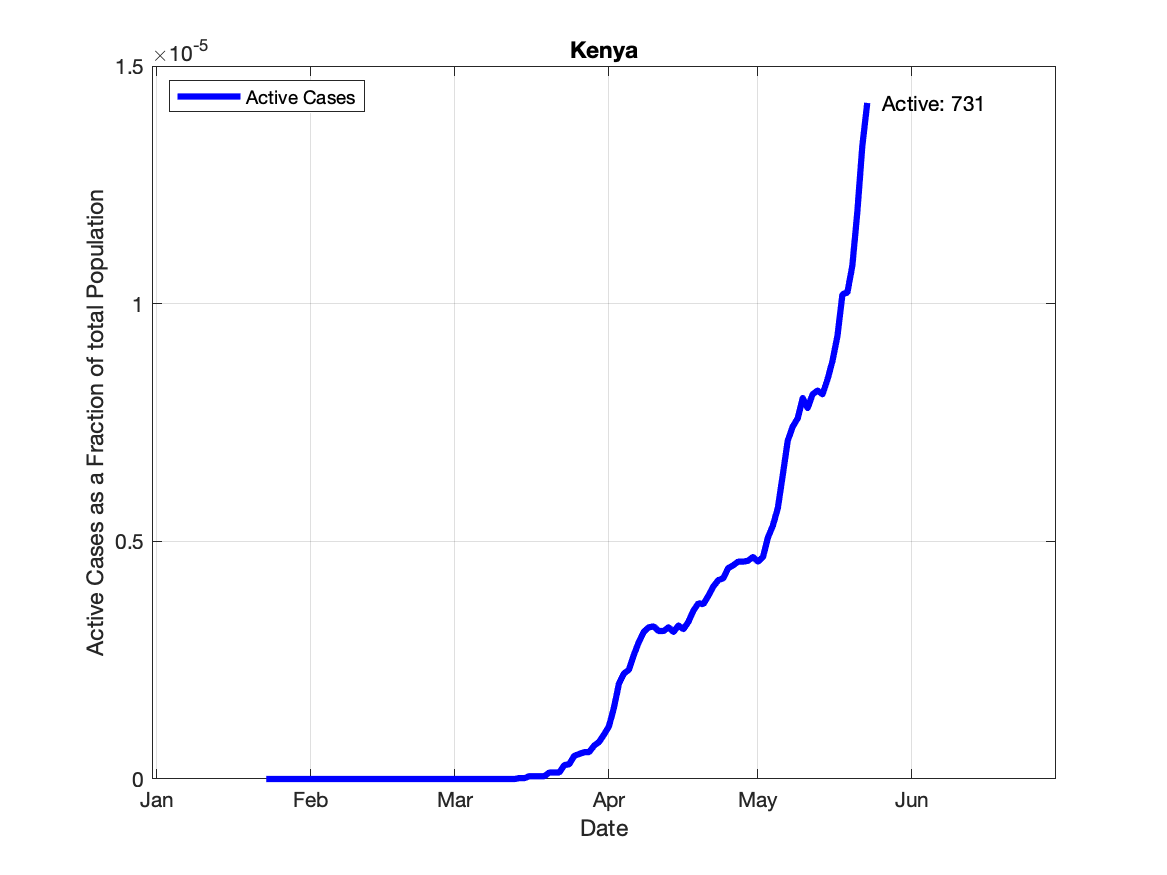 Kenya
×10-5
1.5
1
0.5
0
Active Cases
Active: 731
Active Cases as a Fraction of total Population
Jan Feb Mar Apr May Jun
Date